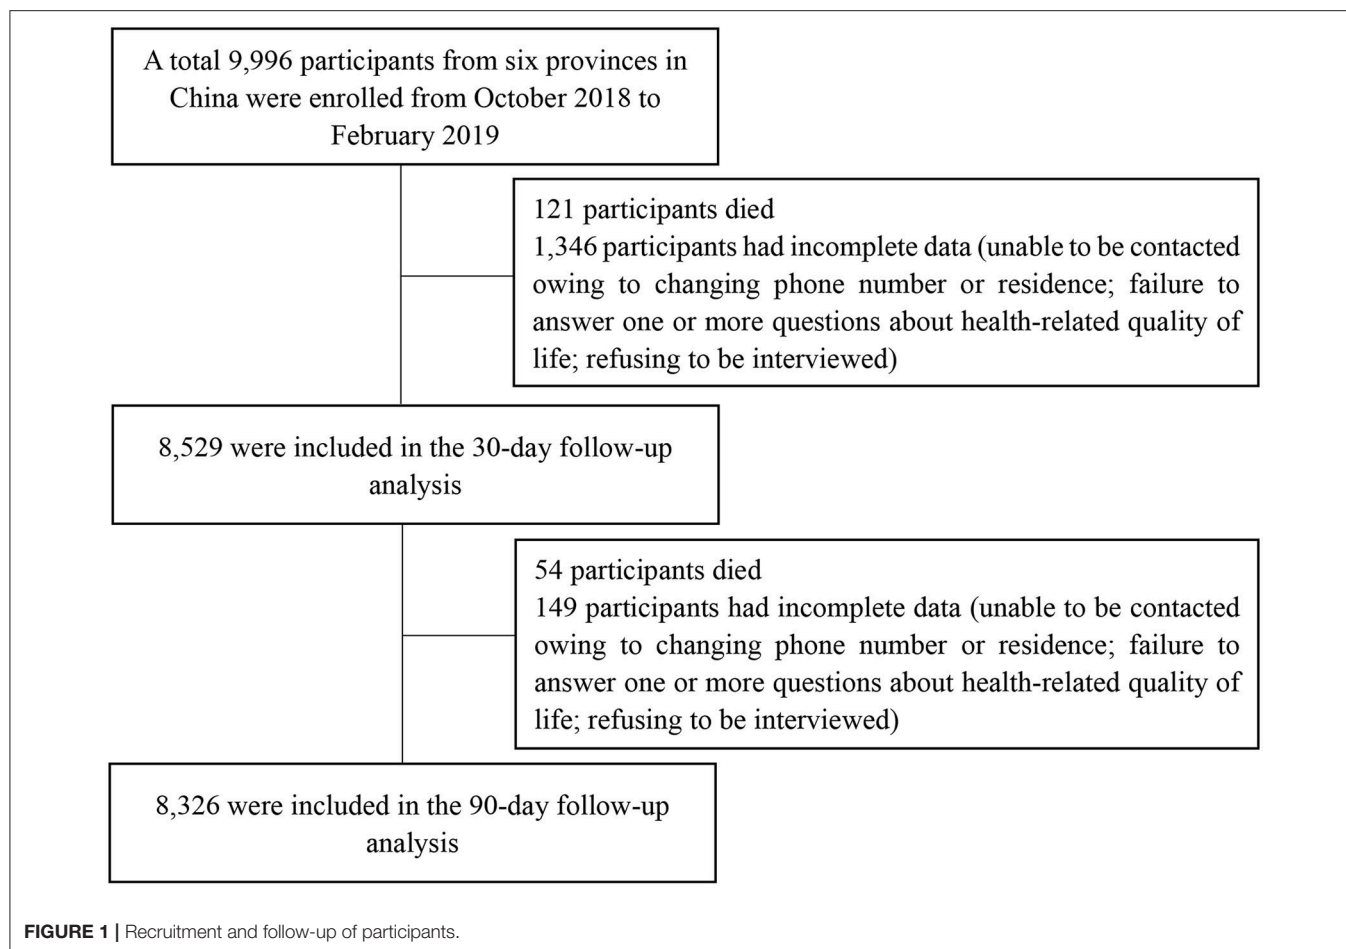 A total 9,996 participants from six provinces in
China were enrolled from October 2018 to
February 2019
121 participants died
1,346 participants had incomplete data (unable to be contacted
owing to changing phone number or residence; failure to
answer one or more questions about health-related quality of
life; refusing to be interviewed)
8,529 were included in the 30-day follow-up
analysis
54 participants died
149 participants had incomplete data (unable to be contacted
owing to changing phone number or residence; failure to
answer one or more questions about health-related quality of
life; refusing to be interviewed)
8,326 were included in the 90-day follow-up
analysis
FIGURE 1 | Recruitment and follow-up of participants.